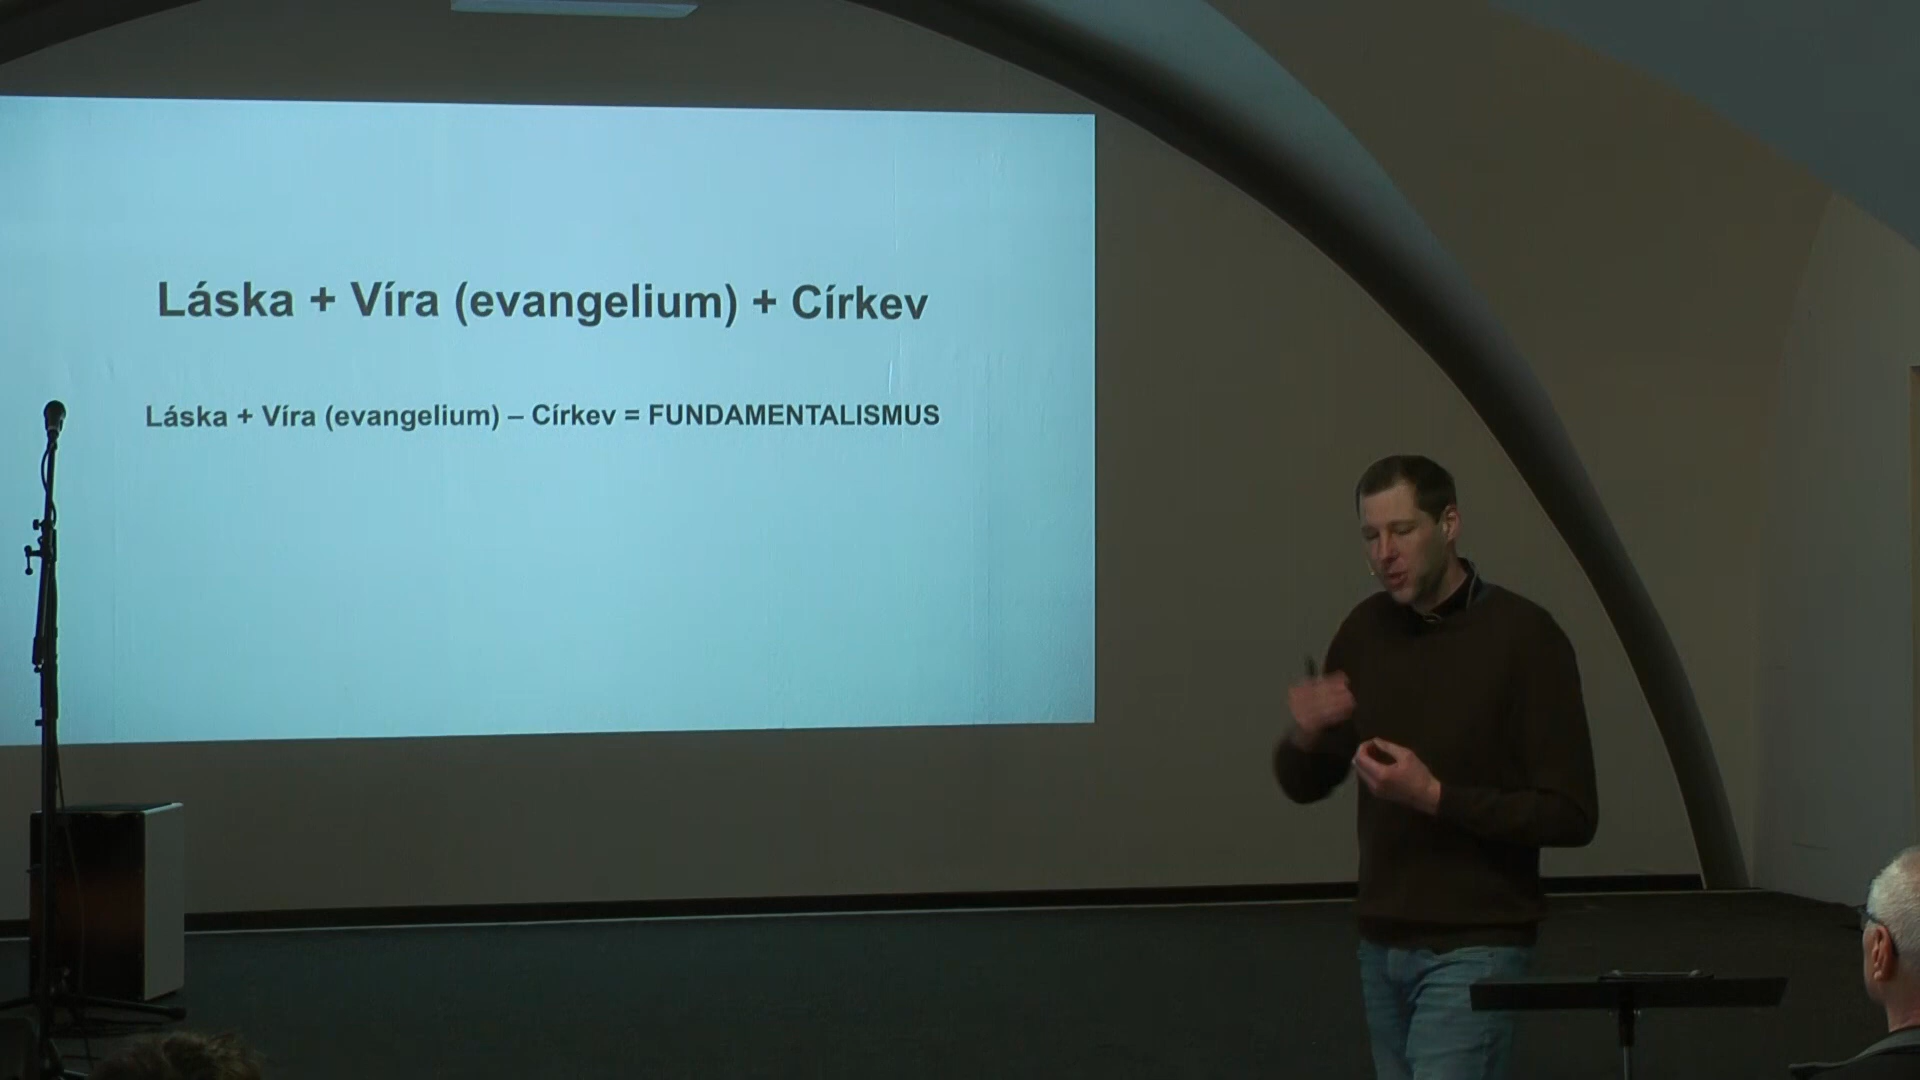 Láska + Víra (evangelium) + Církev
Láska + Víra (evangelium) – Církev = FUNDAMENTALISMUS